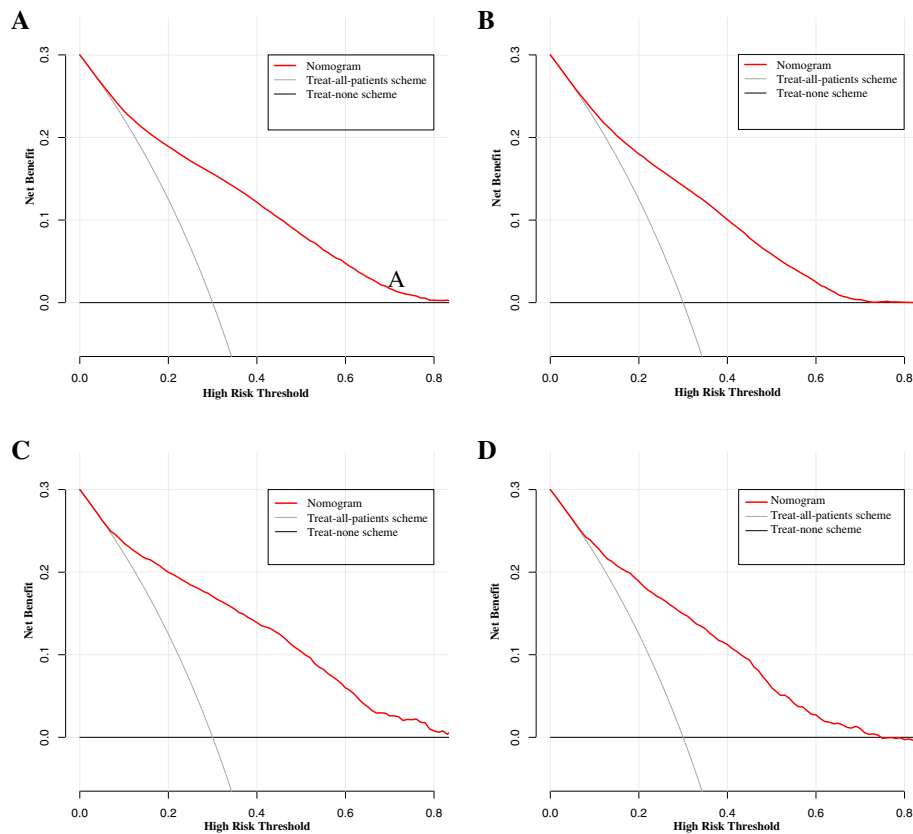 A
Net Benefit
0.3
0.2
0.1
0.0
Nomogram
Treat-all-patients scheme
Treat-none scheme
A
0.0 0.2 0.4 0.6 0.8
High Risk Threshold
B
Net Benefit
0.3
0.2
0.1
0.0
Nomogram
Treat-all-patients scheme
Treat-none scheme
0.0 0.2 0.4 0.6 0.8
High Risk Threshold
C
Net Benefit
0.3
0.2
0.1
0.0
Nomogram
Treat-all-patients scheme
Treat-none scheme
0.0 0.2 0.4 0.6 0.8
High Risk Threshold
D
Net Benefit
0.3
0.2
0.1
0.0
Nomogram
Treat-all-patients scheme
Treat-none scheme
0.0 0.2 0.4 0.6 0.8
High Risk Threshold